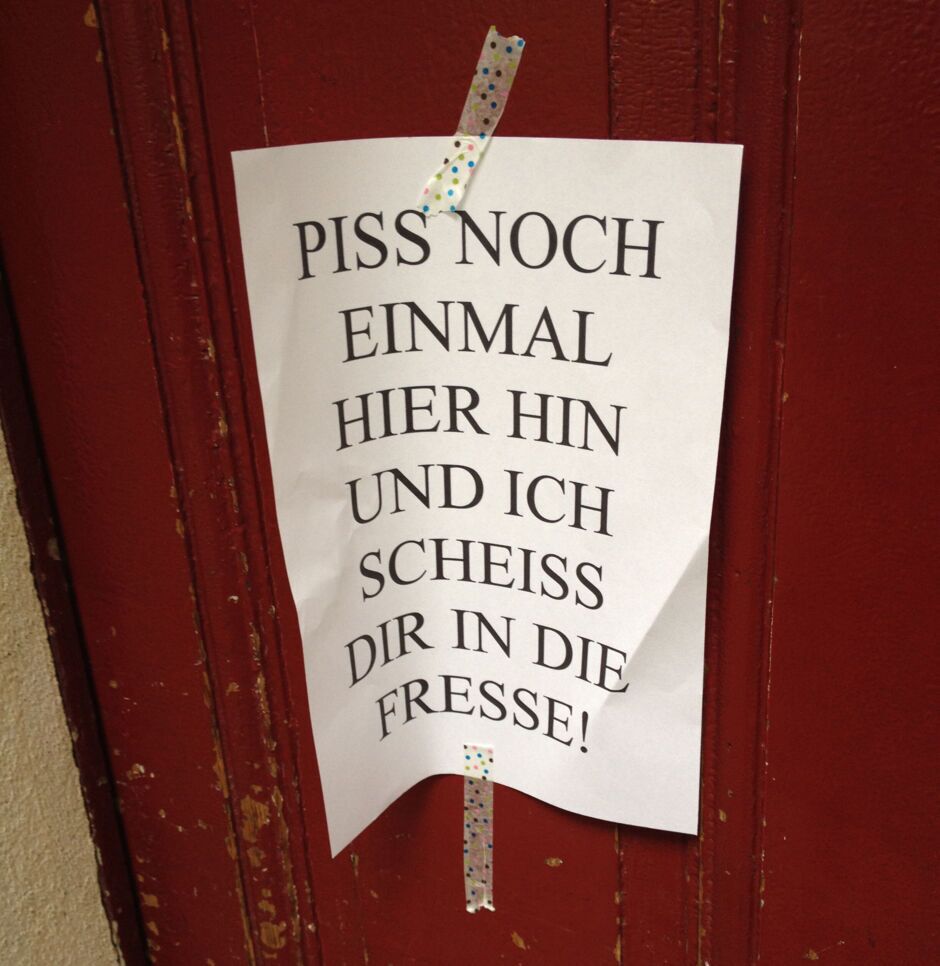 PISS NOCH
EINMAL
HIER HIN
UND ICH
SCHEISS
DIR IN DIE
FRESSE!